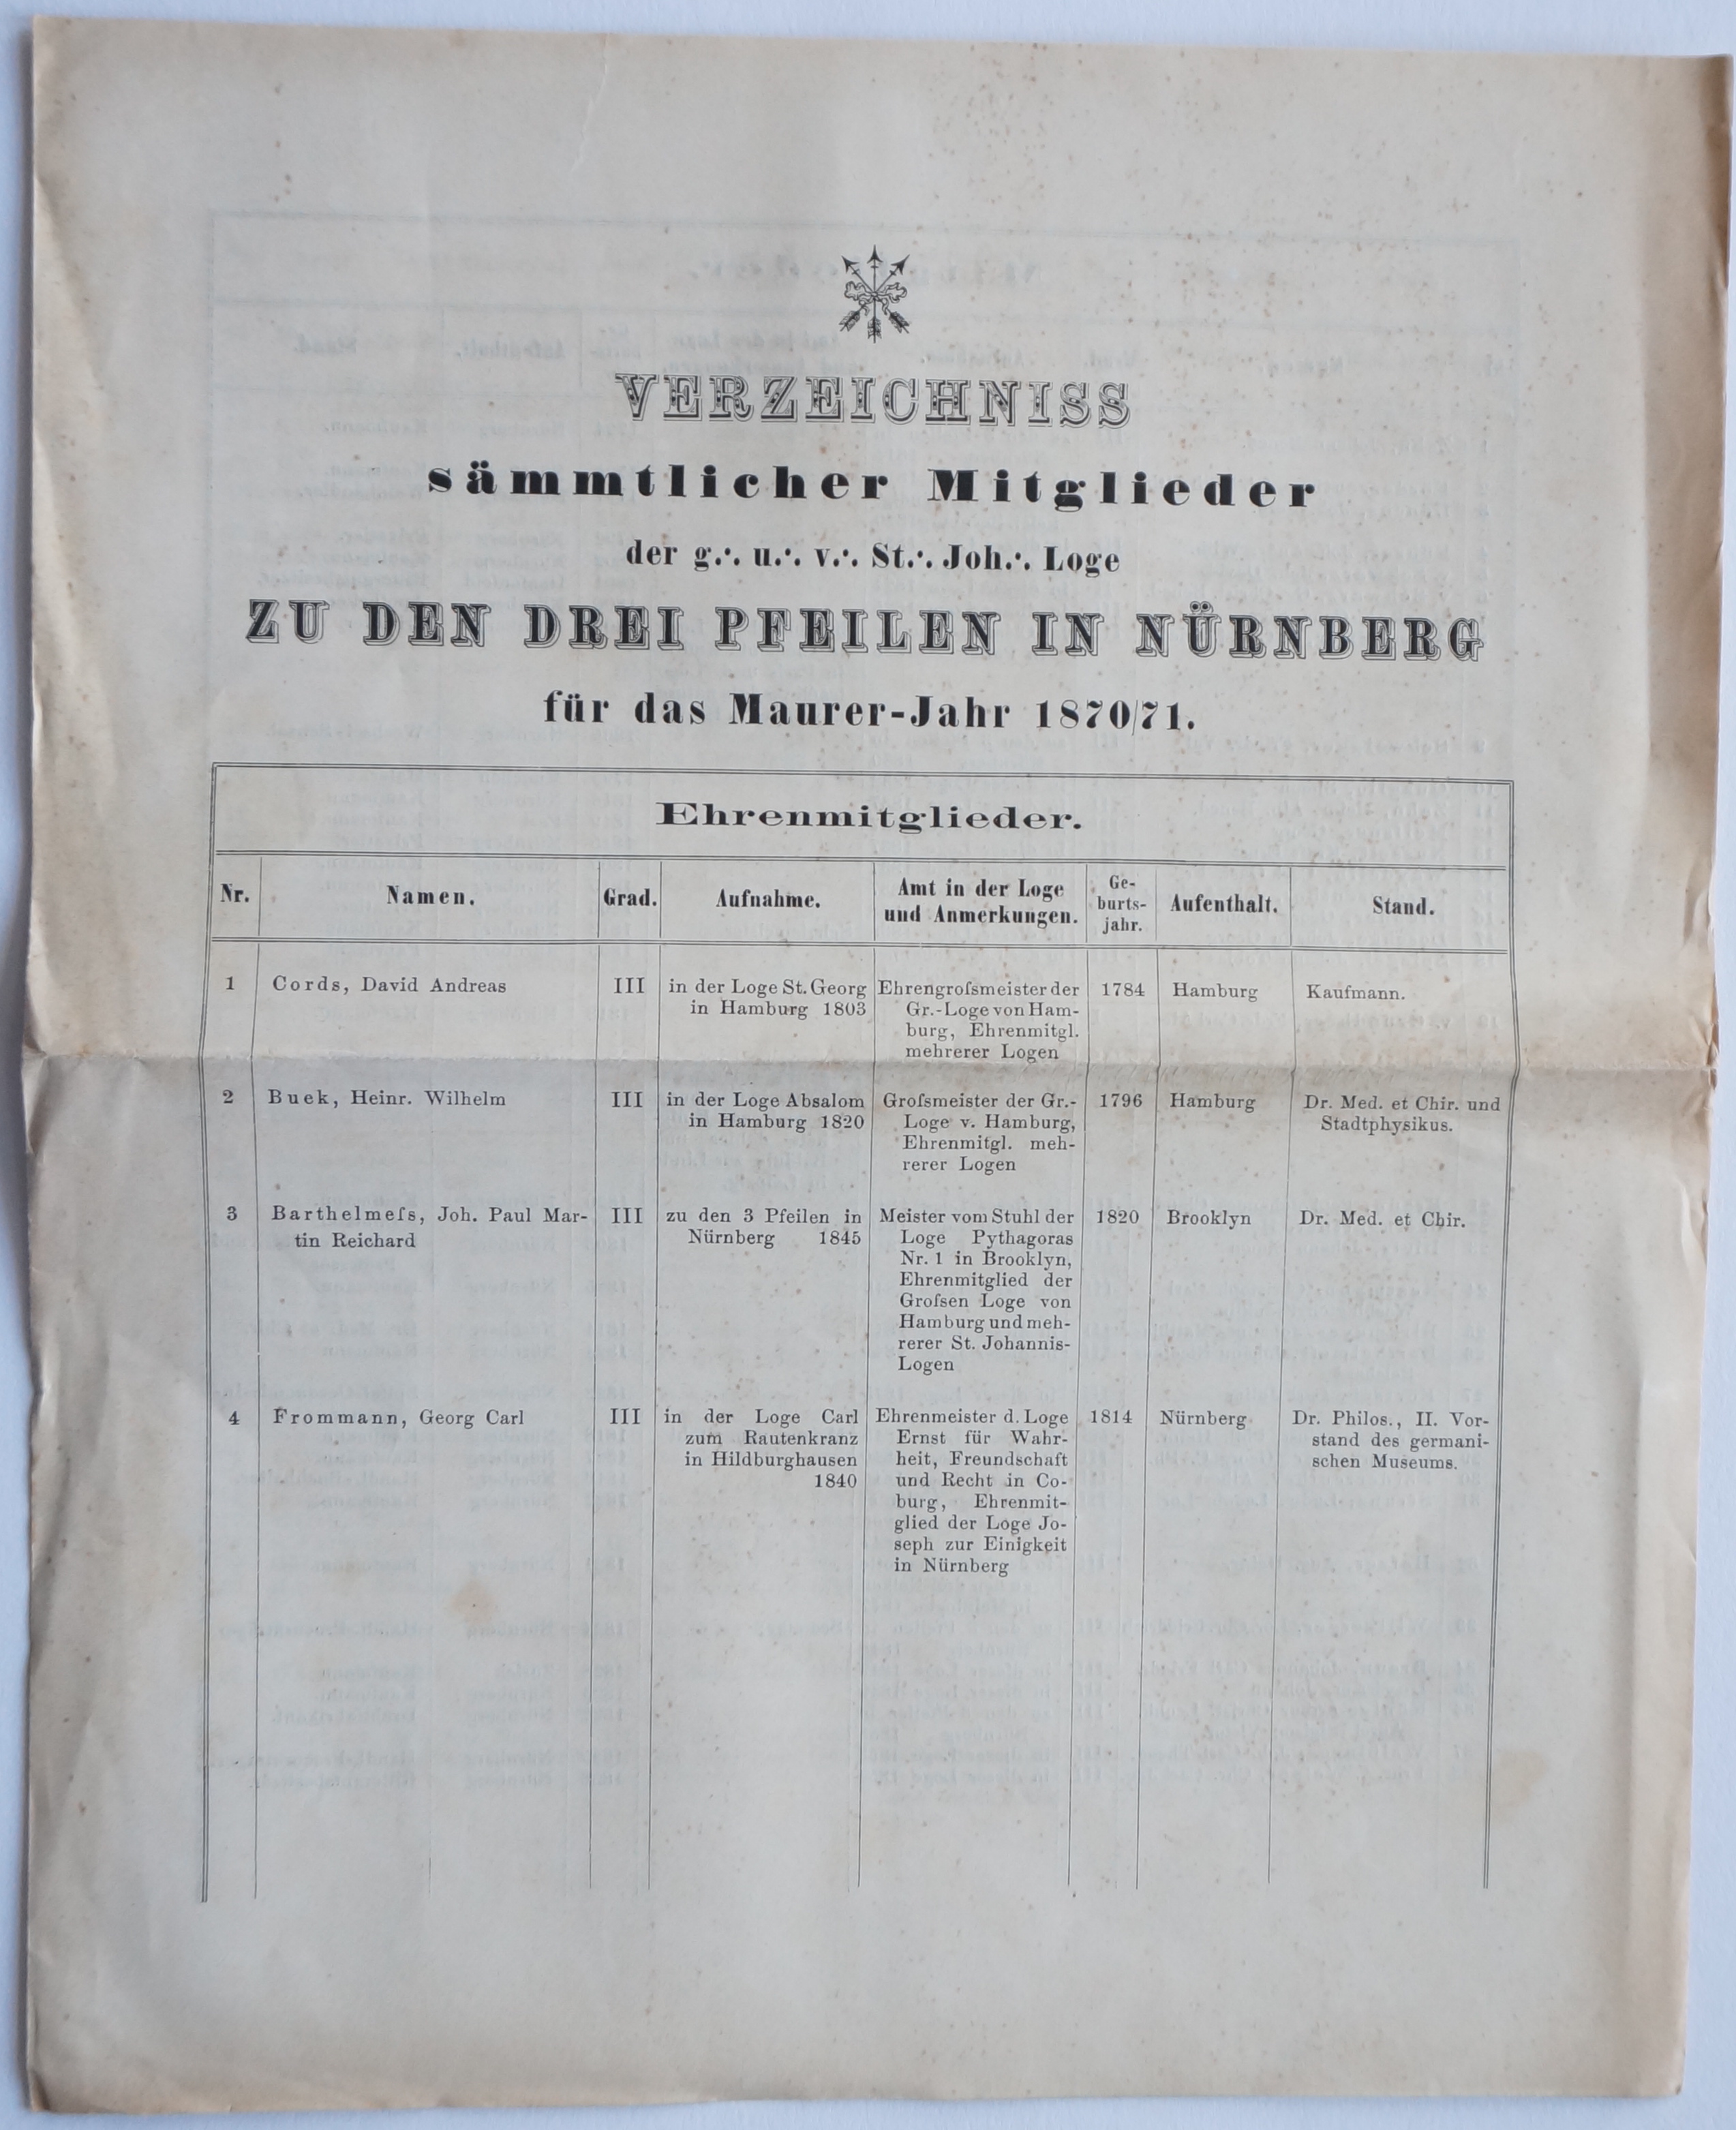 VERZEICHNISS
sämmtlicher Mitglieder
der g.·. u.·. v.·. St.·. Joh.·. Loge
ZU DEN DREI PFEILEN IN NÜRNBERG
für das Maurer-Jahr 1870/71.
Ehrenmitglieder.
Nr.
Namen.
Grad.
Aufnahme.
Amt in der Loge
und Anmerkungen.
Ge-
burts-
jahr.
Aufenthalt.
Stand.
1
Cords, David Andreas
III
in der Loge St. Georg
in Hamburg 1803
Ehrengroſsmeister der
Gr.-Loge von Ham-
burg, Ehrenmitgl.
mehrerer Logen
1784
Hamburg
Kaufmann.
2
Buek, Heinr. Wilhelm
III
in der Loge Absalom
in Hamburg 1820
Groſsmeister der Gr.-
Loge v. Hamburg,
Ehrenmitgl. meh-
rerer Logen
1796
Hamburg
Dr. Med. et Chir. und
Stadtphysikus.
3
Barthelmeſs, Joh. Paul Mar-
tin Reichard
III
zu den 3 Pfeilen in
Nürnberg 1845
Meister vom Stuhl der
Loge Pythagoras
Nr. 1 in Brooklyn,
Ehrenmitglied der
Groſsen Loge von
Hamburg und meh-
rerer St. Johannis-
Logen
1820
Brooklyn
Dr. Med. et Chir.
4
Frommann, Georg Carl
III
in der Loge Carl
zum Rautenkranz
in Hildburghausen
1840
Ehrenmeister d. Loge
Ernst für Wahr-
heit, Freundschaft
und Recht in Co-
burg, Ehrenmit-
glied der Loge Jo-
seph zur Einigkeit
in Nürnberg
1814
Nürnberg
Dr. Philos., II. Vor-
stand des germani-
schen Museums.